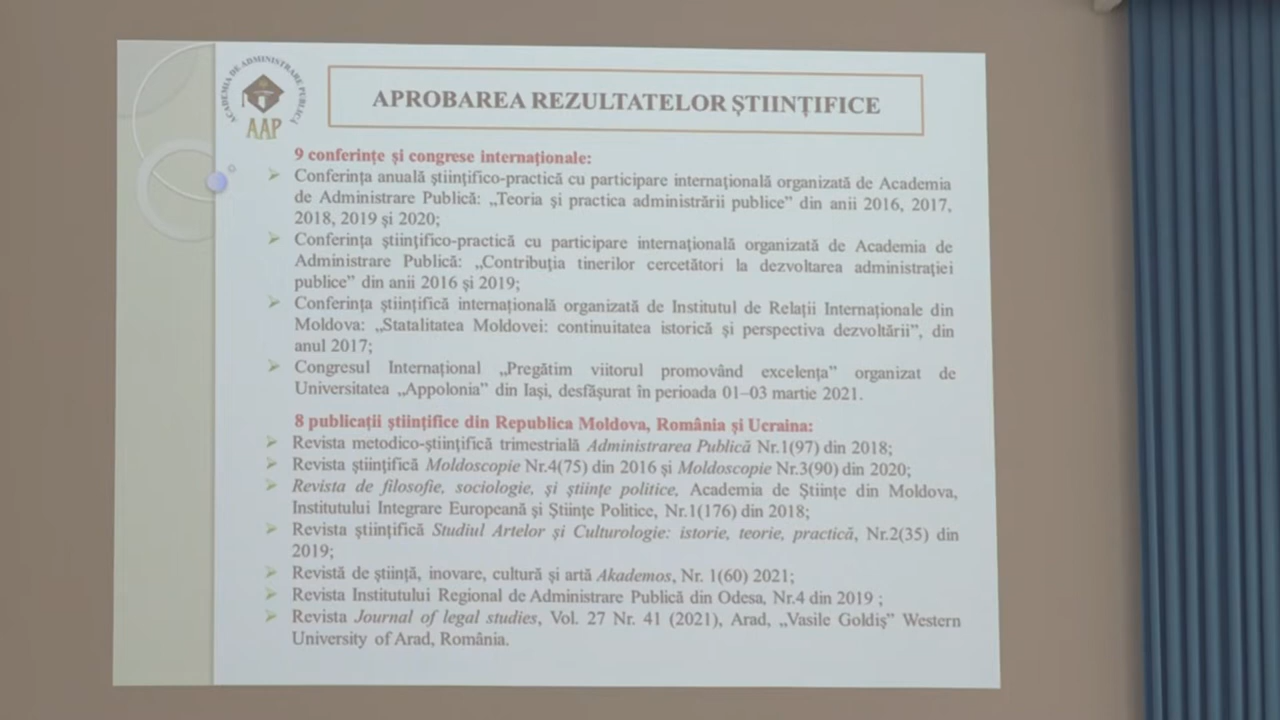 ACADEMIA DE ADMINISTRARE PUBLICĂ
AAP
APROBAREA REZULTATELOR ȘTIINȚIFICE
9 conferințe și congrese internaționale:
Conferința anuală științifico-practică cu participare internațională organizată de Academia
de Administrare Publică: „Teoria și practica administrării publice” din anii 2016, 2017,
2018, 2019 și 2020;
Conferința științifico-practică cu participare internațională organizată de Academia de
Administrare Publică: „Contribuția tinerilor cercetători la dezvoltarea administrației
publice” din anii 2016 și 2019;
Conferința științifică internațională organizată de Institutul de Relații Internaționale din
Moldova: „Statalitatea Moldovei: continuitatea istorică și perspectiva dezvoltării”, din
anul 2017;
Congresul Internațional „Pregătim viitorul promovând excelența” organizat de
Universitatea „Appolonia” din Iași, desfășurat în perioada 01–03 martie 2021.
8 publicații științifice din Republica Moldova, România și Ucraina:
Revista metodico-științifică trimestrială Administrarea Publică Nr.1(97) din 2018;
Revista științifică Moldoscopie Nr.4(75) din 2016 și Moldoscopie Nr.3(90) din 2020;
Revista de filosofie, sociologie, și științe politice, Academia de Științe din Moldova,
Institutului Integrare Europeană și Științe Politice, Nr.1(176) din 2018;
Revista științifică Studiul Artelor și Culturologie: istorie, teorie, practică, Nr.2(35) din
2019;
Revistă de știință, inovare, cultură și artă Akademos, Nr. 1(60) 2021;
Revista Institutului Regional de Administrare Publică din Odesa, Nr.4 din 2019 ;
Revista Journal of legal studies, Vol. 27 Nr. 41 (2021), Arad, „Vasile Goldiș” Western
University of Arad, România.